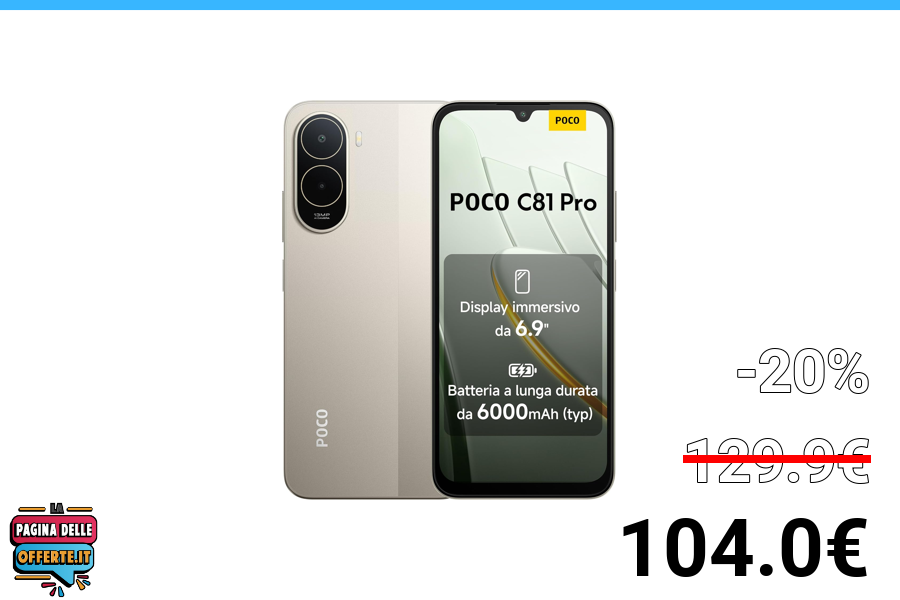 POCO
POCO C81 Pro
13MP
Display immersivo
da 6.9"
Batteria a lunga durata
da 6000mAh (typ)
POCO
-20%
129.9€
104.0€
LA
PAGINA DELLE
OFFERTE.IT